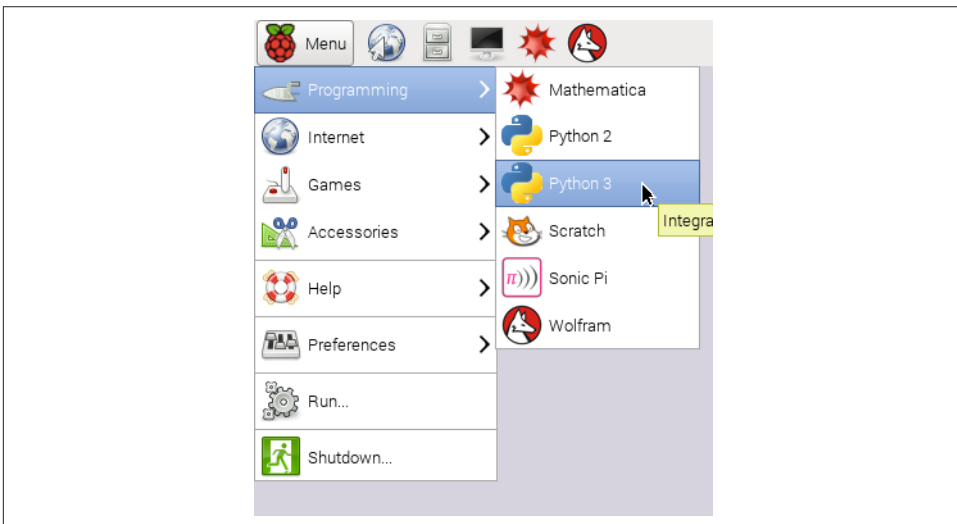 Menu
Programming
Internet
Games
Accessories
Help
Preferences
Run...
Shutdown...
Mathematica
Python 2
Python 3
Integra
Scratch
π)))
Sonic Pi
Wolfram